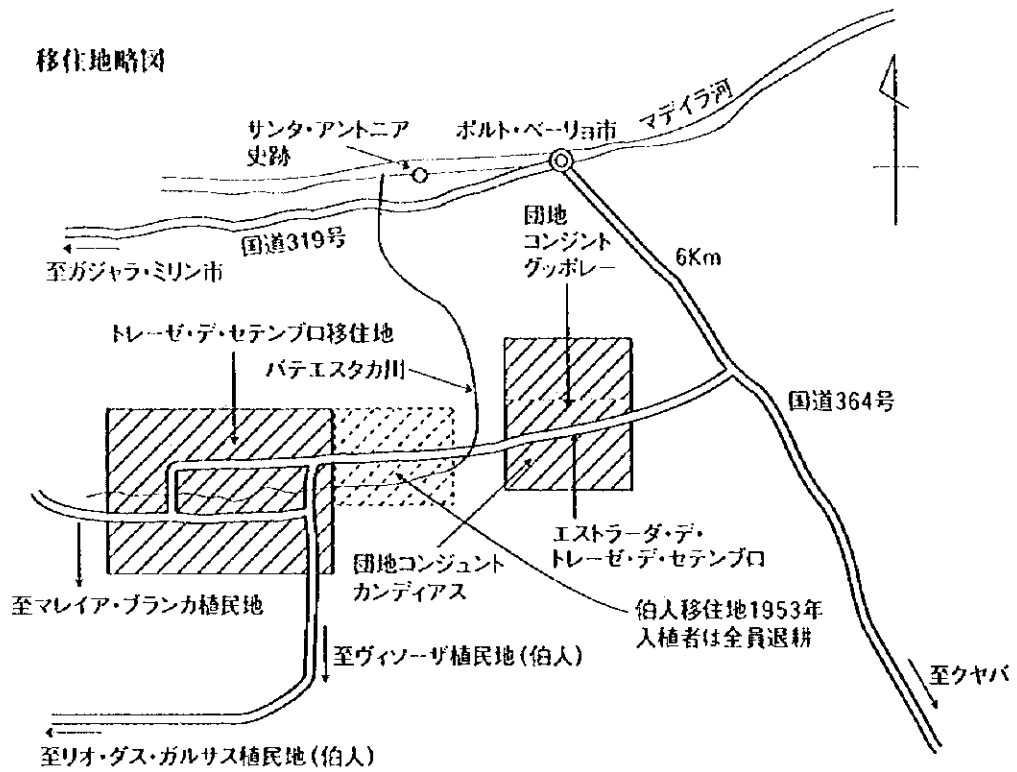 移住地略図
マデイラ河
サンタ・アントニア
史跡
ポルト・ベーリョ市
国道319号
至ガジャラ・ミリン市
団地
コンジント
グッポレー
6Km
トレーゼ・デ・セテンブロ移住地
バテエスタカ川
国道364号
エストラーダ・デ・
トレーゼ・デ・セテンブロ
団地コンジュント
カンディアス
至マレイア・ブランカ植民地
伯人移住地1953年
入植者は全員退耕
至ヴィソーザ植民地(伯人)
至クヤバ
至リオ・ダス・ガルサス植民地(伯人)